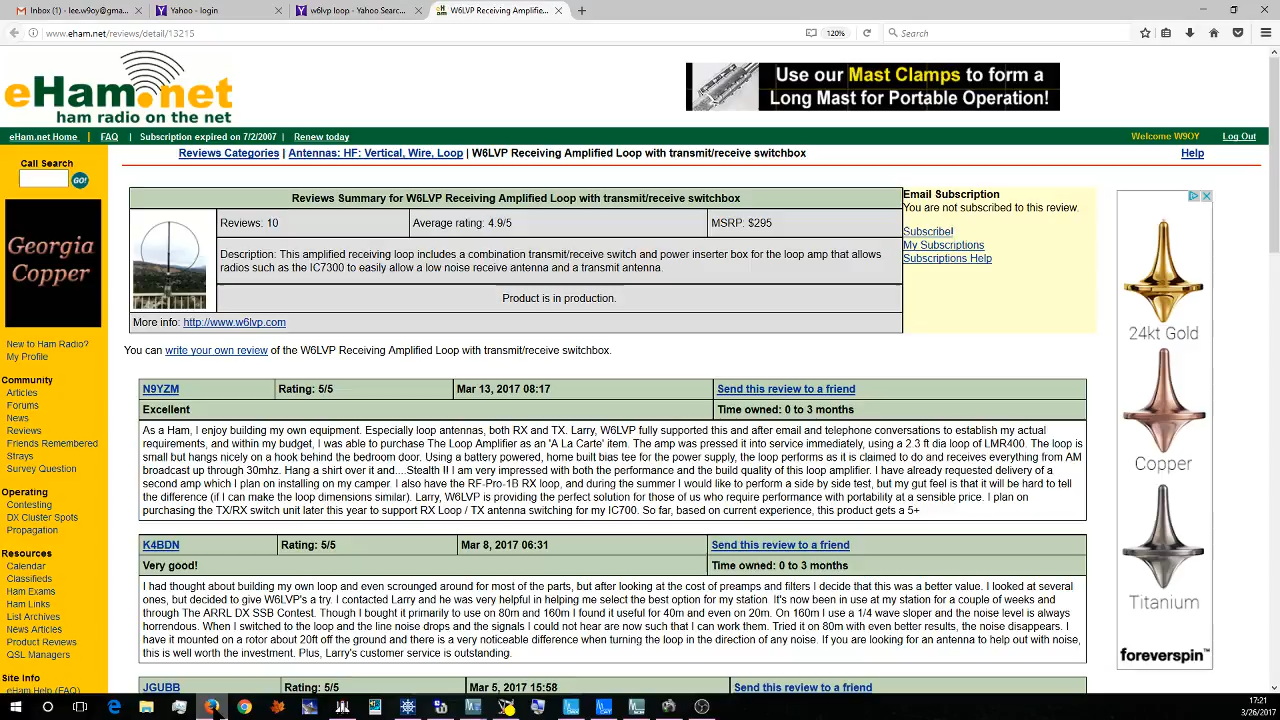 Inbox (1) - lee.w9oy@gma...
Yahoo - login
w6lvp loop - Yahoo Searc...
W6LVP Receiving Amplifie...
www.eham.net/reviews/detail/13215
120%
Search
eHam.net
ham radio on the net
Use our Mast Clamps to form a
Long Mast for Portable Operation!
eHam.net Home | FAQ | Subscription expired on 7/2/2007 | Renew today
Welcome W9OY
Log Out
Call Search
GO!
Reviews Categories | Antennas: HF: Vertical, Wire, Loop | W6LVP Receiving Amplified Loop with transmit/receive switchbox
Help
Reviews Summary for W6LVP Receiving Amplified Loop with transmit/receive switchbox
Reviews: 10
Average rating: 4.9/5
MSRP: $295
Description: This amplified receiving loop includes a combination transmit/receive switch and power inserter box for the loop amp that allows
radios such as the IC7300 to easily allow a low noise receive antenna and a transmit antenna.
Product is in production.
More info: http://www.w6lvp.com
Email Subscription
You are not subscribed to this review.
Subscribe!
My Subscriptions
Subscriptions Help
You can write your own review of the W6LVP Receiving Amplified Loop with transmit/receive switchbox.
N9YZM
Rating: 5/5
Mar 13, 2017 08:17
Send this review to a friend
Excellent
Time owned: 0 to 3 months
As a Ham, I enjoy building my own equipment. Especially loop antennas, both RX and TX. Larry, W6LVP fully supported this and after email and telephone conversations to establish my actual
requirements, and within my budget, I was able to purchase The Loop Amplifier as an 'A La Carte' item. The amp was pressed it into service immediately, using a 2.3 ft dia loop of LMR400. The loop is
small but hangs nicely on a hook behind the bedroom door. Using a battery powered, home built bias tee for the power supply, the loop performs as it is claimed to do and receives everything from AM
broadcast up through 30mhz. Hang a shirt over it and....Stealth !! I am very impressed with both the performance and the build quality of this loop amplifier. I have already requested delivery of a
second amp which I plan on installing on my camper. I also have the RF-Pro-1B RX loop, and during the summer I would like to perform a side by side test, but my gut feel is that it will be hard to tell
the difference (if I can make the loop dimensions similar). Larry, W6LVP is providing the perfect solution for those of us who require performance with portability at a sensible price. I plan on
purchasing the TX/RX switch unit later this year to support RX Loop / TX antenna switching for my IC700. So far, based on current experience, this product gets a 5+
K4BDN
Rating: 5/5
Mar 8, 2017 06:31
Send this review to a friend
Very good!
Time owned: 0 to 3 months
I had thought about building my own loop and even scrounged around for most of the parts, but after looking at the cost of preamps and filters I decide that this was a better value. I looked at several
ones, but decided to give W6LVP's a try. I contacted Larry and he was very helpful in helping me select the best option for my station. It's now been in use at my station for a couple of weeks and
through The ARRL DX SSB Contest. Though I bought it primarily to use on 80m and 160m I found it useful for 40m and even on 20m. On 160m I use a 1/4 wave sloper and the noise level is always
horrendous. When I switched to the loop and the line noise drops and the signals I could not hear are now such that I can work them. Tried it on 80m with even better results, the noise disappears. I
have it mounted on a rotor about 20ft off the ground and there is a very noticeable difference when turning the loop in the direction of any noise. If you are looking for an antenna to help out with noise,
this is well worth the investment. Plus, Larry's customer service is outstanding.
JGUBB
Rating: 5/5
Mar 5, 2017 15:58
Send this review to a friend
Georgia
Copper
New to Ham Radio?
My Profile
Community
Articles
Forums
News
Reviews
Friends Remembered
Strays
Survey Question
Operating
Contesting
DX Cluster Spots
Propagation
Resources
Calendar
Classifieds
Ham Exams
Ham Links
List Archives
News Articles
Product Reviews
QSL Managers
Site Info
eHam Help (FAQ)
24kt Gold
Copper
Titanium
foreverspin™
17:21
3/26/2017